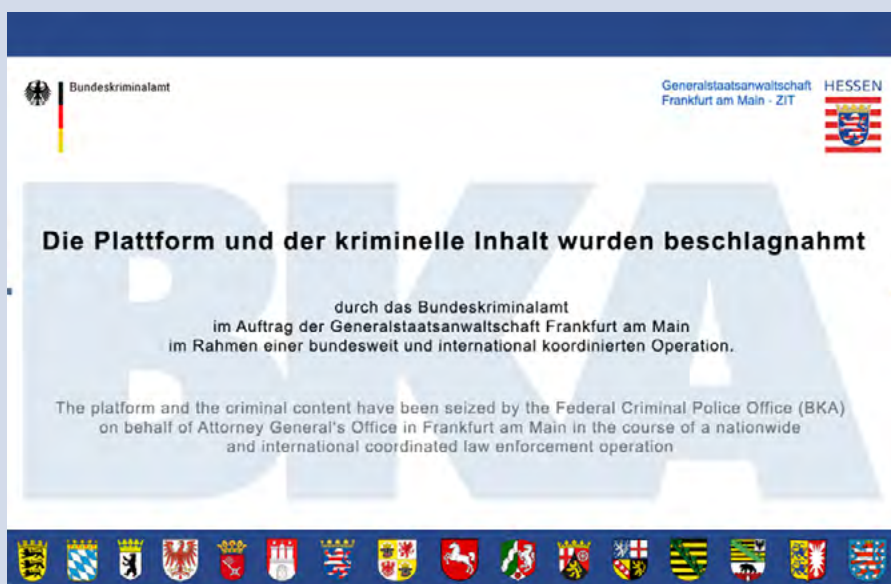 Bundeskriminalamt
Generalstaatsanwaltschaft
Frankfurt am Main - ZIT
HESSEN
BKA
Die Plattform und der kriminelle Inhalt wurden beschlagnahmt
durch das Bundeskriminalamt
im Auftrag der Generalstaatsanwaltschaft Frankfurt am Main
im Rahmen einer bundesweit und international koordinierten Operation.
The platform and the criminal content have been seized by the Federal Criminal Police Office (BKA)
on behalf of Attorney General's Office in Frankfurt am Main in the course of a nationwide
and international coordinated law enforcement operation